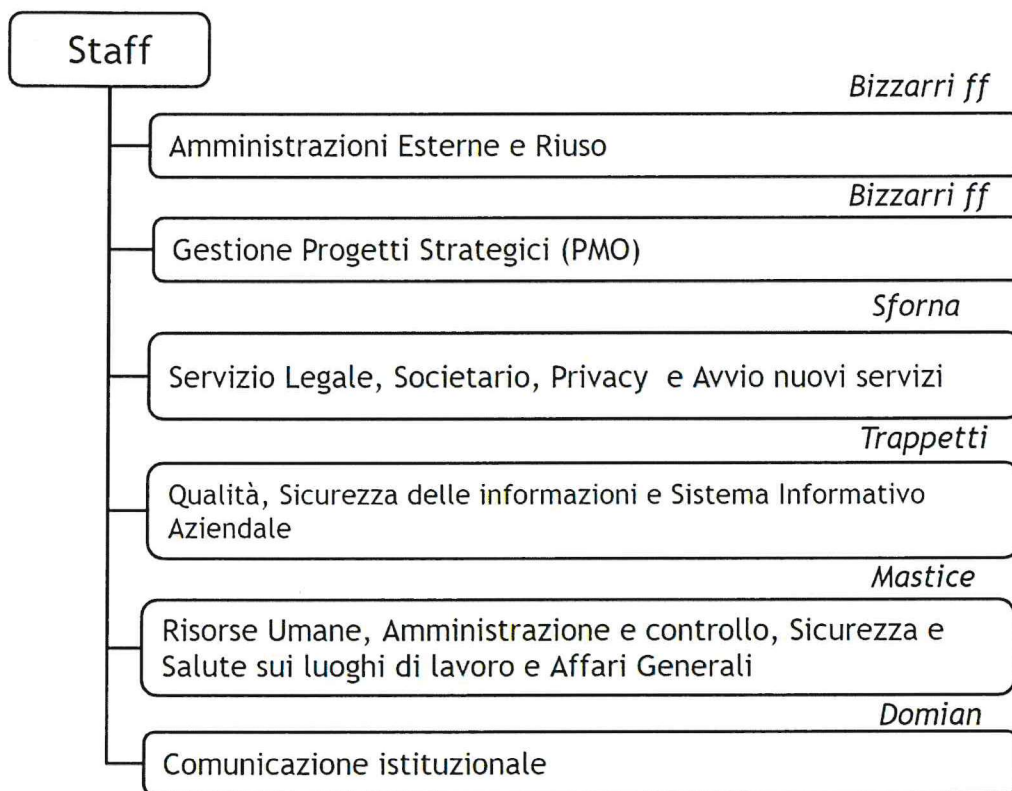 Staff
Bizzarri ff
Amministrazioni Esterne e Riuso
Bizzarri ff
Gestione Progetti Strategici (PMO)
Sforna
Servizio Legale, Societario, Privacy e Avvio nuovi servizi
Trappetti
Qualità, Sicurezza delle informazioni e Sistema Informativo
Aziendale
Mastice
Risorse Umane, Amministrazione e controllo, Sicurezza e
Salute sui luoghi di lavoro e Affari Generali
Domian
Comunicazione istituzionale